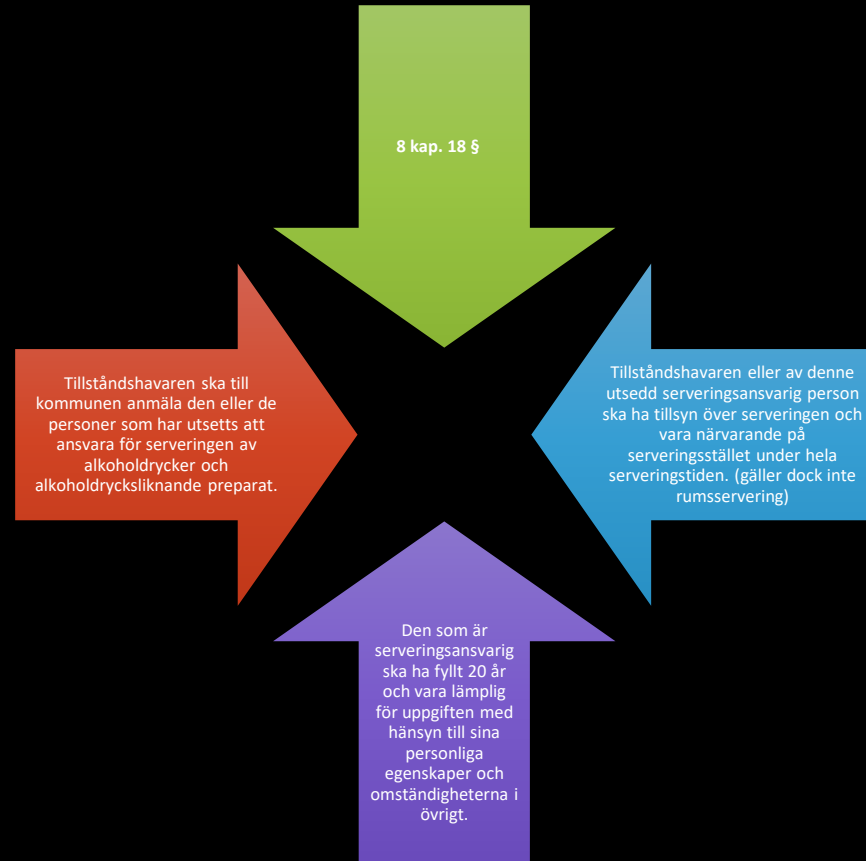 8 kap. 18 §
Tillståndshavaren ska till
kommunen anmäla den eller de
personer som har utsetts att
ansvara för serveringen av
alkoholdrycker och
alkoholdrycksliknande preparat.
Tillståndshavaren eller av denne
utsedd serveringsansvarig person
ska ha tillsyn över serveringen och
vara närvarande på
serveringsstället under hela
serveringstiden. (gäller dock inte
rumsservering)
Den som är
serveringsansvarig
ska ha fyllt 20 år
och vara lämplig
för uppgiften med
hänsyn till sina
personliga
egenskaper och
omständigheterna i
övrigt.